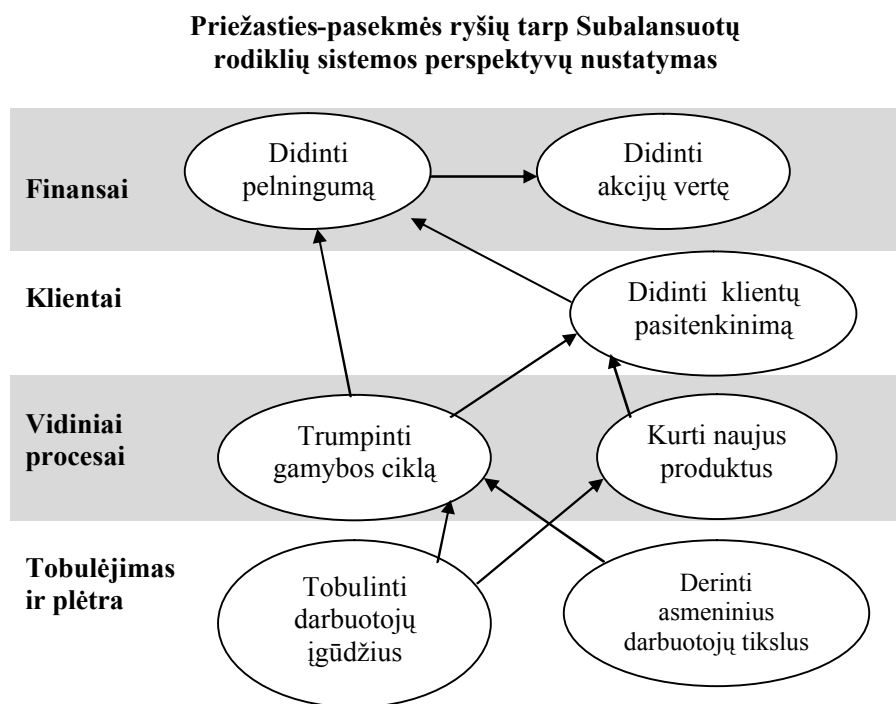 Priežasties-pasekmės ryšių tarp Subalansuotų
rodiklių sistemos perspektyvų nustatymas
Finansai
Didinti
pelningumą
Didinti
akcijų vertę
Klientai
Didinti klientų
pasitenkinimą
Vidiniai
procesai
Trumpinti
gamybos ciklą
Kurti naujus
produktus
Tobulėjimas
ir plėtra
Tobulinti
darbuotojų
įgūdžius
Derinti
asmeninius
darbuotojų tikslus